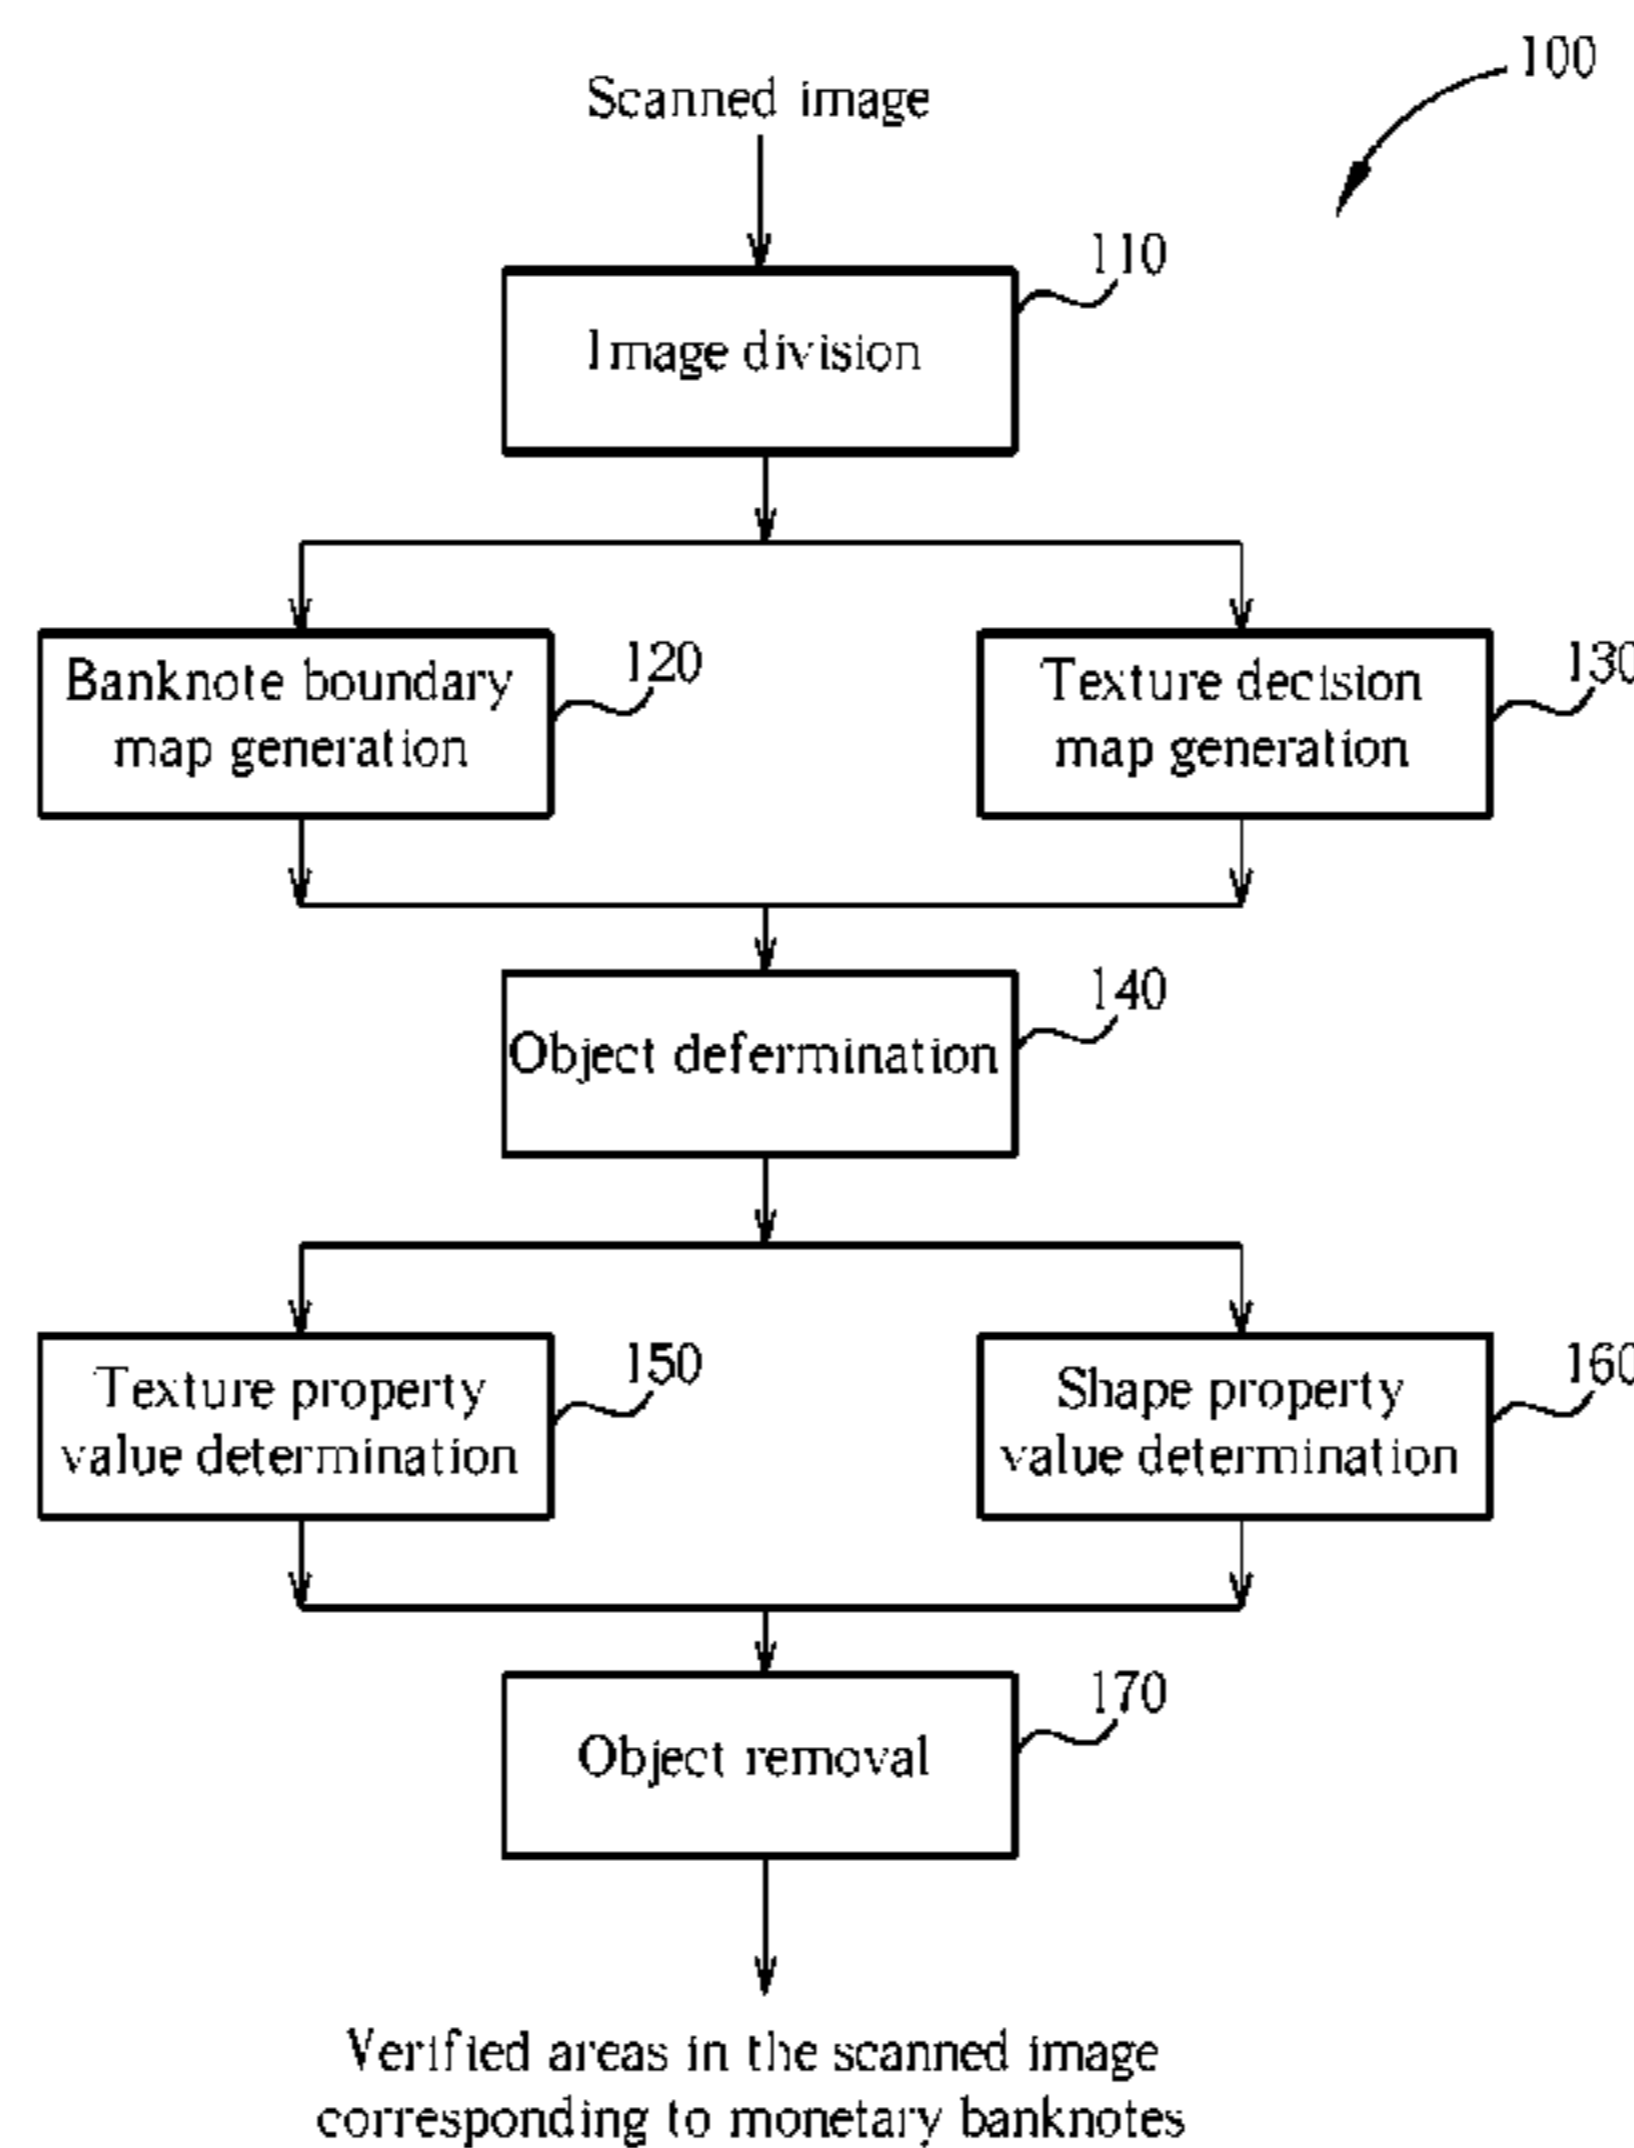 100
Scanned image
110
Image division
120
Banknote boundary
map generation
130
Texture decision
map generation
140
Object defermination
150
Texture property
value determination
160
Shape property
value determination
170
Object removal
Verified areas in the scanned image
corresponding to monetary banknotes